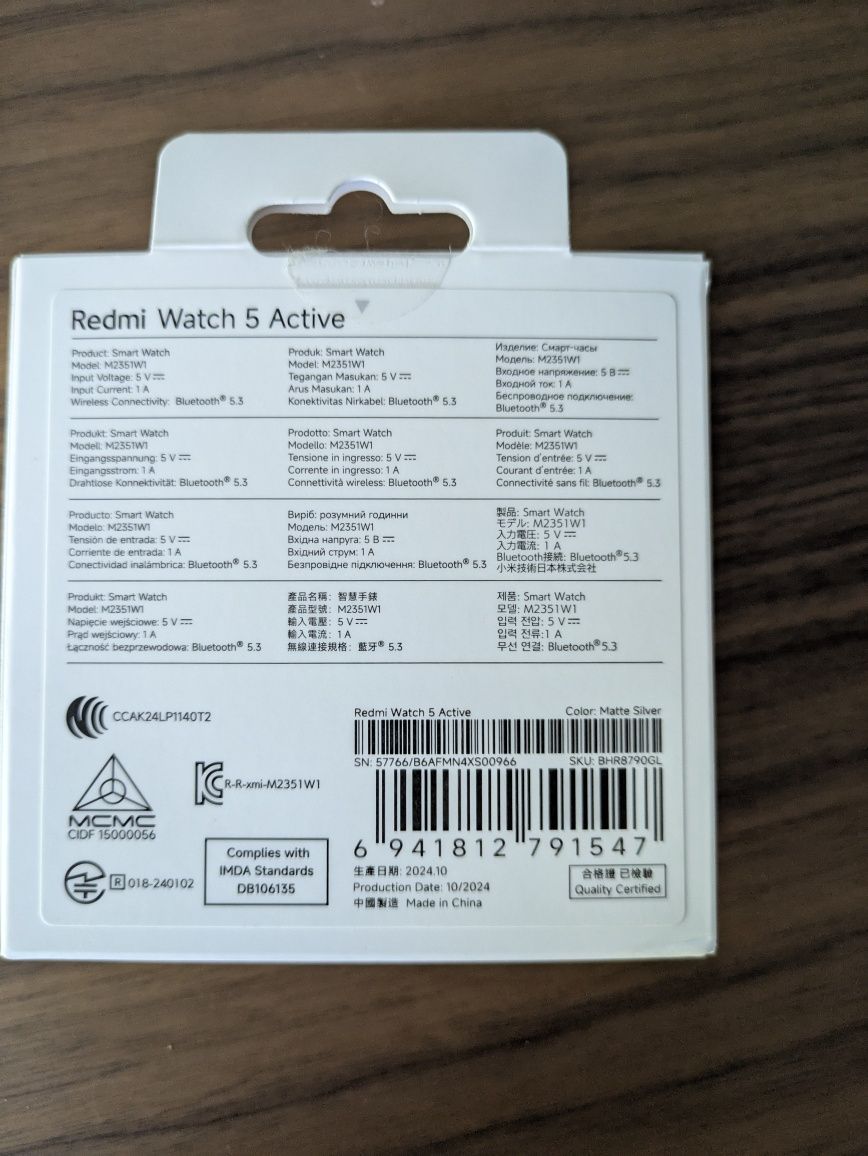 Redmi Watch 5 Active
Product: Smart Watch
Model: M2351W1
Input Voltage: 5 V⎓
Input Current: 1 A
Wireless Connectivity: Bluetooth® 5.3
Produk: Smart Watch
Model: M2351W1
Tegangan Masukan: 5 V⎓
Arus Masukan: 1 A
Konektivitas Nirkabel: Bluetooth® 5.3
Изделие: Смарт-часы
Модель: M2351W1
Входное напряжение: 5 В⎓
Входной ток: 1 A
Беспроводное подключение:
Bluetooth® 5.3
Produkt: Smart Watch
Modell: M2351W1
Eingangsspannung: 5 V⎓
Eingangsstrom: 1 A
Drahtlose Konnektivität: Bluetooth® 5.3
Prodotto: Smart Watch
Modello: M2351W1
Tensione in ingresso: 5 V⎓
Corrente in ingresso: 1 A
Connettività wireless: Bluetooth® 5.3
Produit: Smart Watch
Modèle: M2351W1
Tension d'entrée: 5 V⎓
Courant d'entrée: 1 A
Connectivité sans fil: Bluetooth® 5.3
Producto: Smart Watch
Modelo: M2351W1
Tensión de entrada: 5 V⎓
Corriente de entrada: 1 A
Conectividad inalámbrica: Bluetooth® 5.3
Виріб: розумний годинни
Модель: M2351W1
Вхідна напруга: 5 В⎓
Вхідний струм: 1 A
Безпровідне підключення: Bluetooth® 5.3
製品: Smart Watch
モデル: M2351W1
入力電圧: 5 V⎓
入力電流: 1 A
Bluetooth接続: Bluetooth®5.3
小米技術日本株式会社
Produkt: Smart Watch
Model: M2351W1
Napięcie wejściowe: 5 V⎓
Prąd wejściowy: 1 A
Łączność bezprzewodowa: Bluetooth® 5.3
產品名稱: 智慧手錶
產品型號: M2351W1
輸入電壓: 5 V⎓
輸入電流: 1 A
無線連接規格: 藍牙® 5.3
제품: Smart Watch
모델: M2351W1
입력 전압: 5 V⎓
입력 전류:1 A
무선 연결: Bluetooth®5.3
CCAK24LP1140T2
MCMC
CIDF 15000056
R-R-xmi-M2351W1
R 018-240102
Complies with
IMDA Standards
DB106135
Redmi Watch 5 Active Color: Matte Silver
SN: 57766/B6AFMN4XS00966 SKU: BHR8790GL
6 941812 791547
生產日期: 2024.10
Production Date: 10/2024
中國製造 Made in China
合格證 已檢驗
Quality Certified